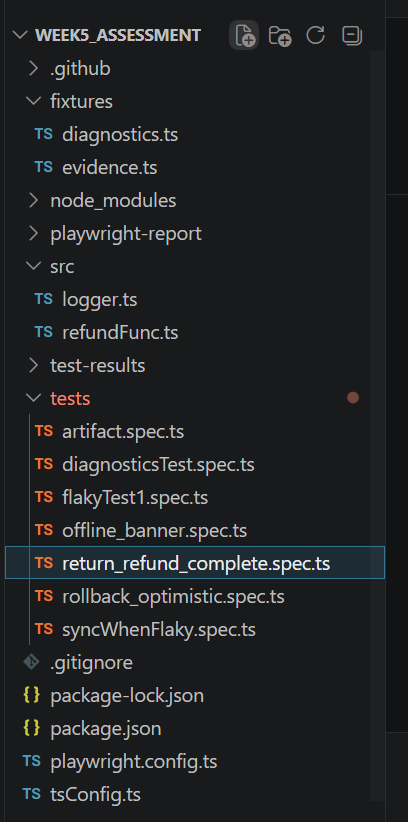 WEEK5_ASSESSMENT
.github
fixtures
TS diagnostics.ts
TS evidence.ts
node_modules
playwright-report
src
TS logger.ts
TS refundFunc.ts
test-results
tests
TS artifact.spec.ts
TS diagnosticsTest.spec.ts
TS flakyTest1.spec.ts
TS offline_banner.spec.ts
TS return_refund_complete.spec.ts
TS rollback_optimistic.spec.ts
TS syncWhenFlaky.spec.ts
.gitignore
{} package-lock.json
{} package.json
TS playwright.config.ts
TS tsConfig.ts